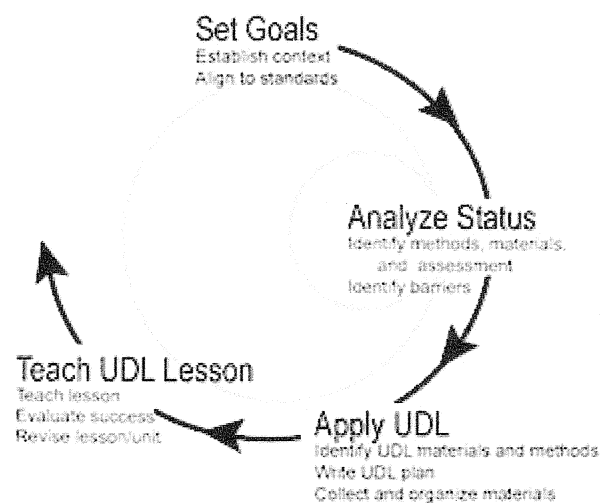 Set Goals
Establish context
Align to standards
Analyze Status
Identify methods, materials,
and assessment
Identify barriers
Apply UDL
Identify UDL materials and methods
Write UDL plan
Collect and organize materials
Teach UDL Lesson
Teach lesson
Evaluate success
Revise lesson/unit